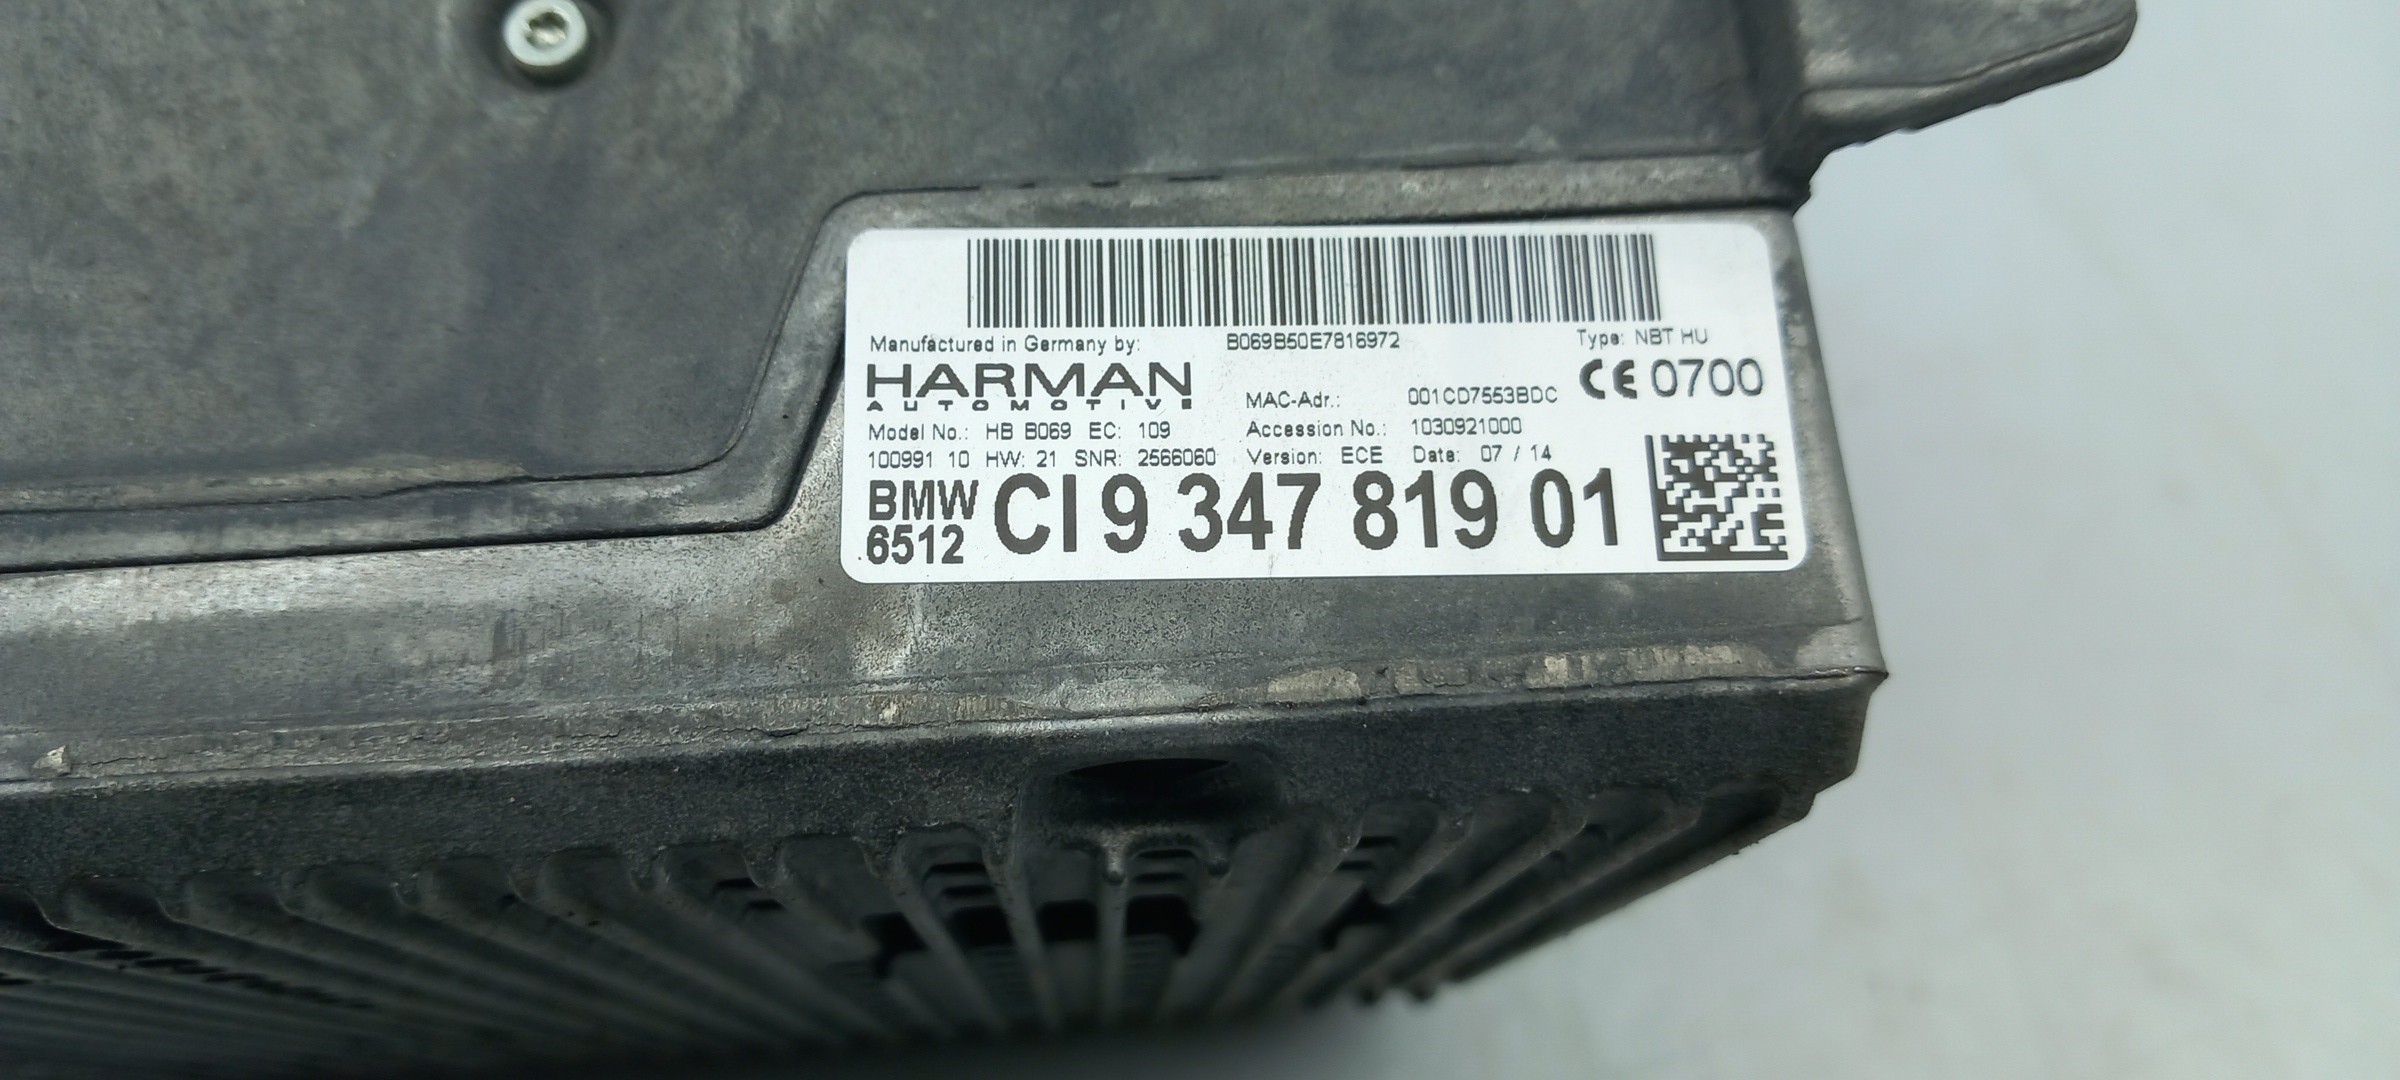 Manufactured in Germany by: B069B50E7816972 Type: NBT HU
HARMAN
AUTOMOTIVE
MAC-Adr.: 001CD7553BDC CE 0700
Model No.: HB B069 EC: 109 Accession No.: 1030921000
100991 10 HW: 21 SNR: 2566060 Version: ECE Date: 07 / 14
BMW
6512
CI 9 347 819 01